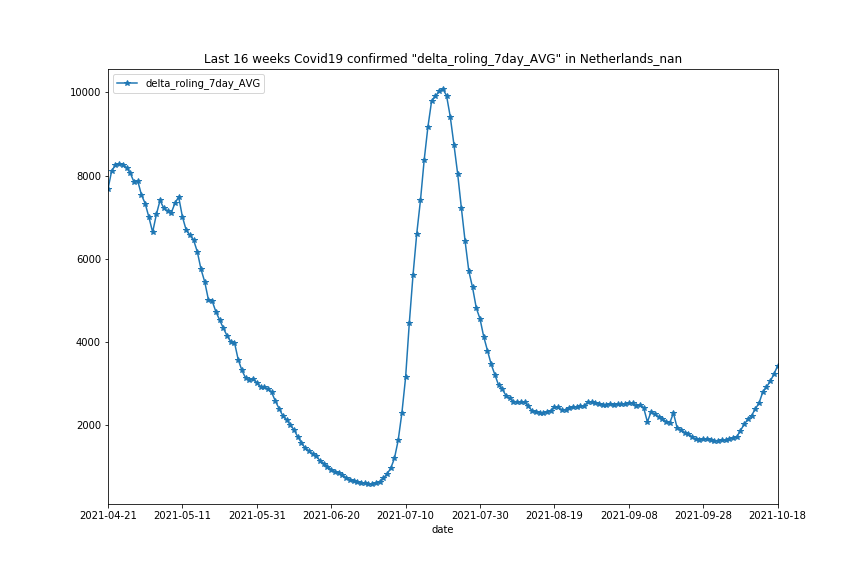 Last 16 weeks Covid19 confirmed "delta_roling_7day_AVG" in Netherlands_nan
delta_roling_7day_AVG
10000
8000
6000
4000
2000
2021-04-21 2021-05-11 2021-05-31 2021-06-20 2021-07-10 2021-07-30 2021-08-19 2021-09-08 2021-09-28 2021-10-18
date